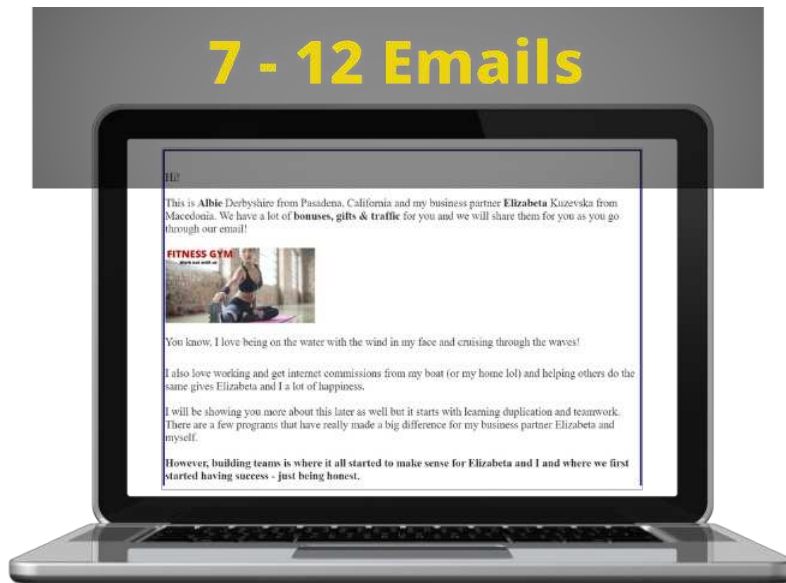 7 - 12 Emails
Hi!
This is Albie Derbyshire from Pasadena, California and my business partner Elizabeta Kuzevska from
Macedonia. We have a lot of bonuses, gifts & traffic for you and we will share them for you as you go
through our email!
FITNESS GYM
Work out with us
You know, I love being on the water with the wind in my face and cruising through the waves!
I also love working and get internet commissions from my boat (or my home lol) and helping others do the
same gives Elizabeta and I a lot of happiness.
I will be showing you more about this later as well but it starts with learning duplication and teamwork.
There are a few programs that have really made a big difference for my business partner Elizabeta and
myself.
However, building teams is where it all started to make sense for Elizabeta and I and where we first
started having success - just being honest.